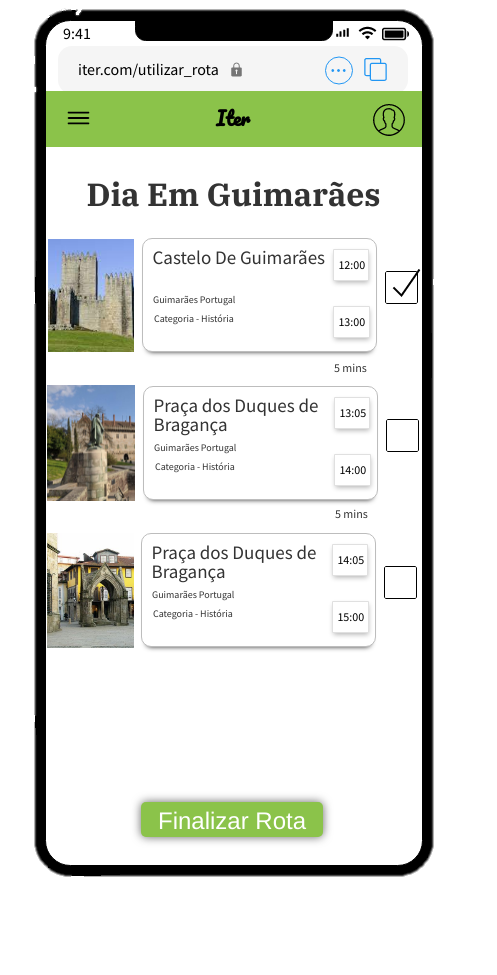 9:41
iter.com/utilizar_rota
Iter
Dia Em Guimarães
Castelo De Guimarães
12:00
Guimarães Portugal
Categoria - História
13:00
5 mins
Praça dos Duques de
Bragança
13:05
Guimarães Portugal
Categoria - História
14:00
5 mins
Praça dos Duques de
Bragança
14:05
Guimarães Portugal
Categoria - História
15:00
Finalizar Rota